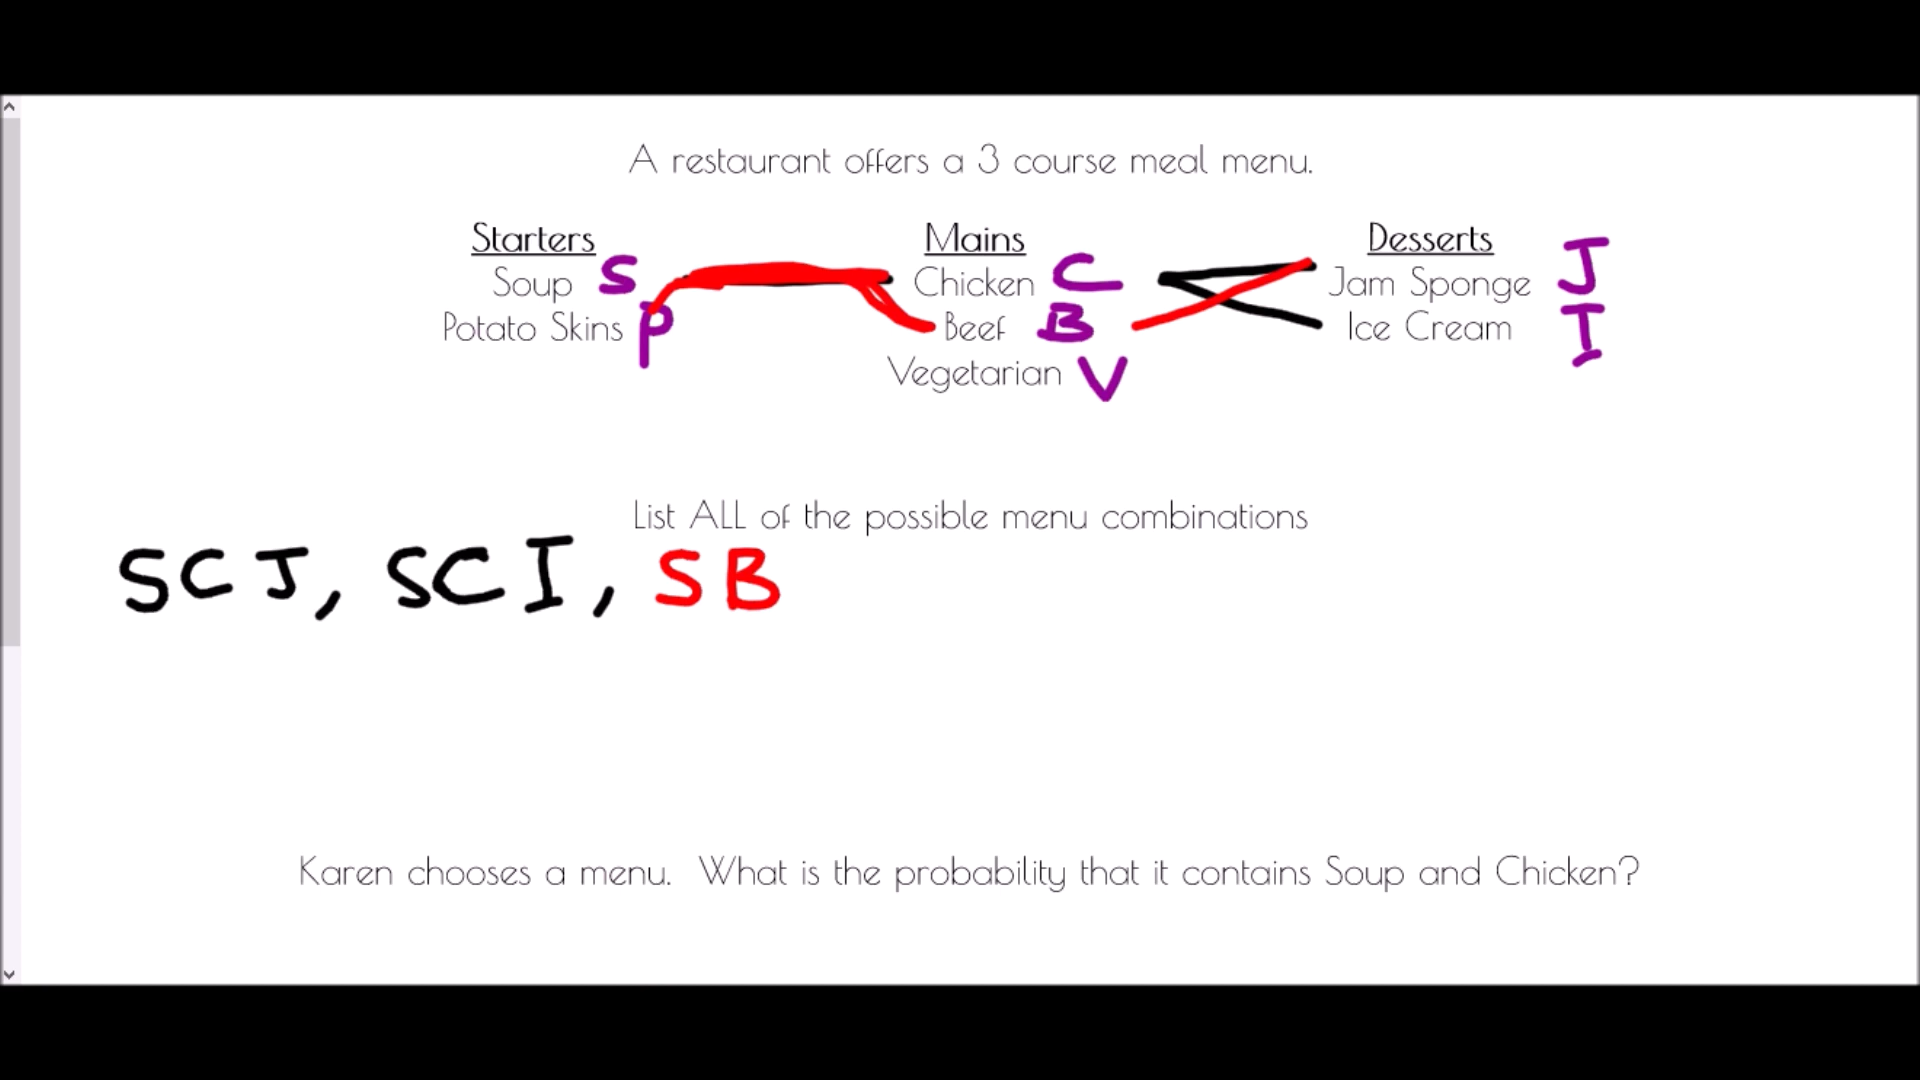 A restaurant offers a 3 course meal menu.
Starters Mains Desserts
Soup S Chicken C Jam Sponge J
Potato Skins P Beef B Ice Cream I
Vegetarian V
List ALL of the possible menu combinations
SCJ, SCI, SB
Karen chooses a menu. What is the probability that it contains Soup and Chicken?